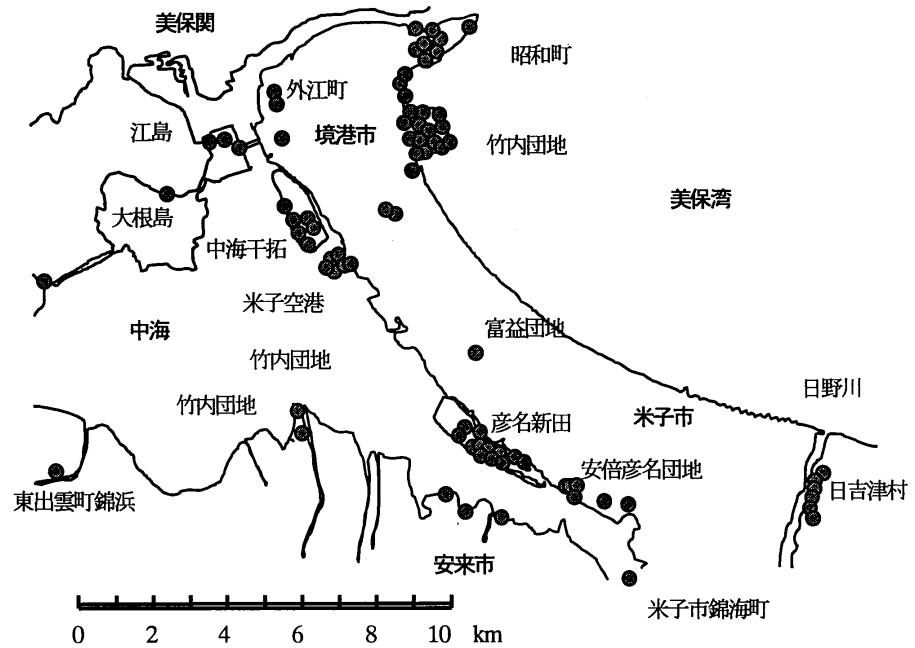 美保関
昭和町
外江町
江島
境港市
竹内団地
美保湾
大根島
中海干拓
米子空港
富益団地
中海
竹内団地
竹内団地
日野川
彦名新田
米子市
安倍彦名団地
日吉津村
東出雲町錦浜
安来市
米子市錦海町
0 2 4 6 8 10 km